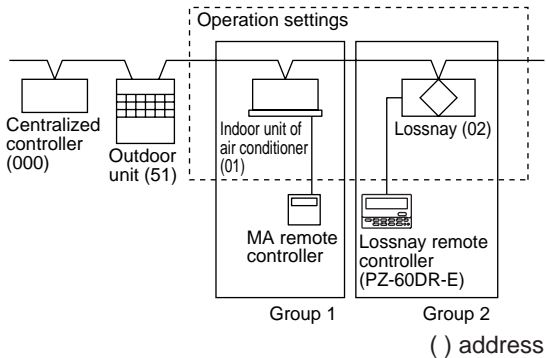 Operation settings
Centralized
controller
(000)
Outdoor
unit (51)
Indoor unit of
air conditioner
(01)
Lossnay (02)
MA remote
controller
Lossnay remote
controller
(PZ-60DR-E)
Group 1
Group 2
( ) address